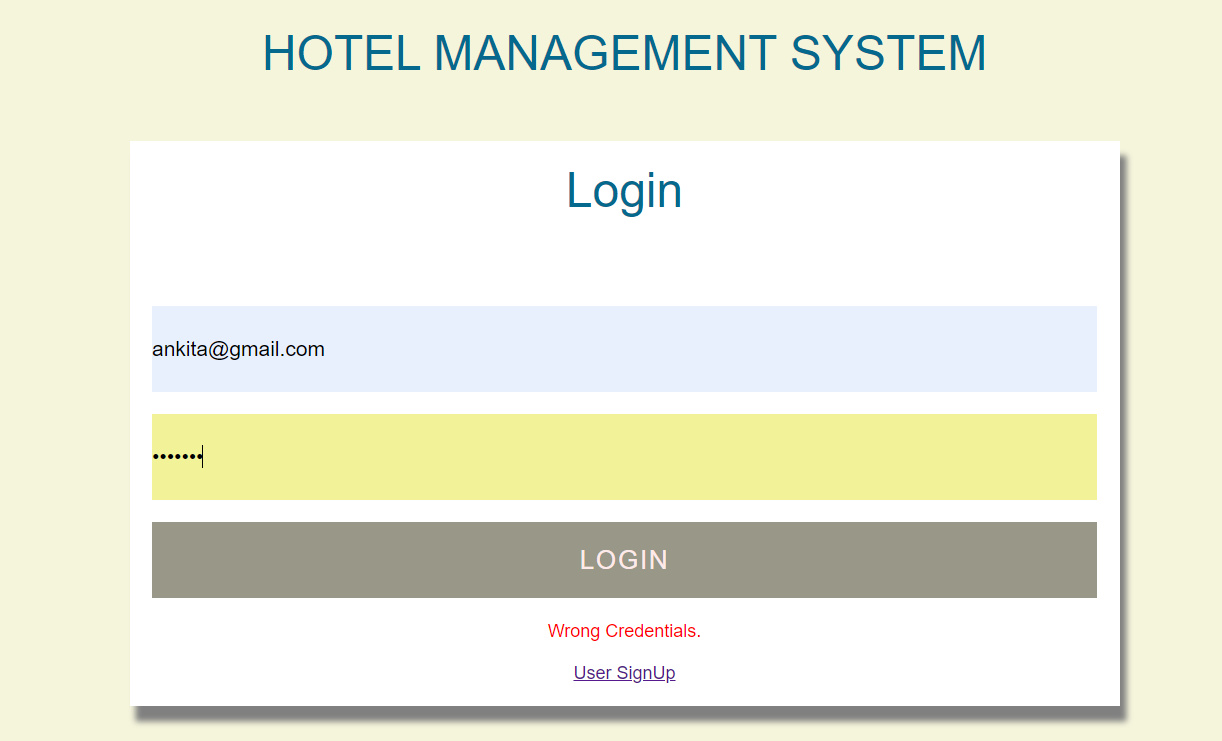 HOTEL MANAGEMENT SYSTEM
Login
ankita@gmail.com
•••••••
LOGIN
Wrong Credentials.
User SignUp